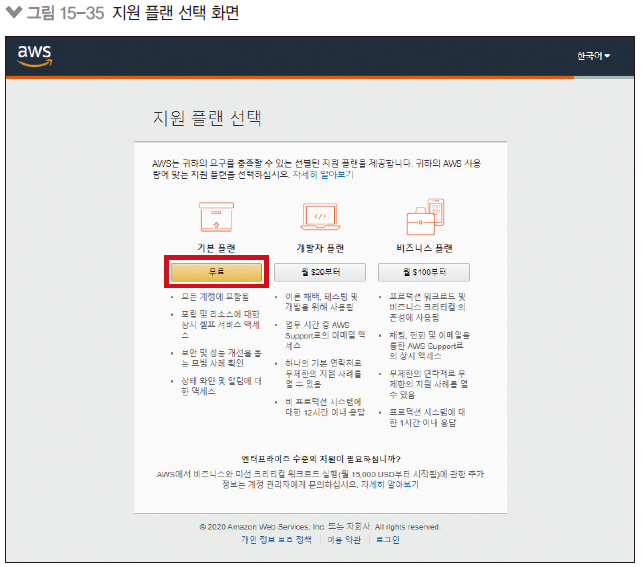 그림 15-35 지원 플랜 선택 화면
aws
한국어
지원 플랜 선택
AWS는 귀하의 요구를 충족할 수 있는 선별된 지원 플랜을 제공합니다. 귀하의 AWS 사용
량에 맞는 지원 플랜을 선택하십시오. 자세히 알아보기
기본 플랜
무료
모든 계정에 포함됨
포럼 및 리소스에 대한
상시 셀프 서비스 액세
스
보안 및 성능 개선을 돕
는 모범 사례 확인
상태 확인 및 알림에 대
한 액세스
개발자 플랜
월 $20부터
이른 채택, 테스팅 및
개발을 위해 사용됨
업무 시간 중 AWS
Support로의 이메일 액
세스
하나의 기본 연락처로
무제한의 지원 사례를
열 수 있음
비 프로덕션 시스템에
대한 12시간 이내 응답
비즈니스 플랜
월 $100부터
프로덕션 워크로드 및
비즈니스 크리티컬 의
존성에 사용됨
채팅, 전화 및 이메일을
통한 AWS Support로
의 상시 액세스
무제한의 연락처로 무
제한의 지원 사례를 열
수 있음
프로덕션 시스템에 대
한 1시간 이내 응답
엔터프라이즈 수준의 지원이 필요하십니까?
AWS에서 비즈니스와 미션 크리티컬 워크로드 실행(월 15,000 USD부터 시작됨)에 관한 추가
정보는 계정 관리자에게 문의하십시오. 자세히 알아보기
© 2020 Amazon Web Services, Inc. 또는 자회사. All rights reserved.
개인 정보 보호 정책 | 이용 약관 | 로그인